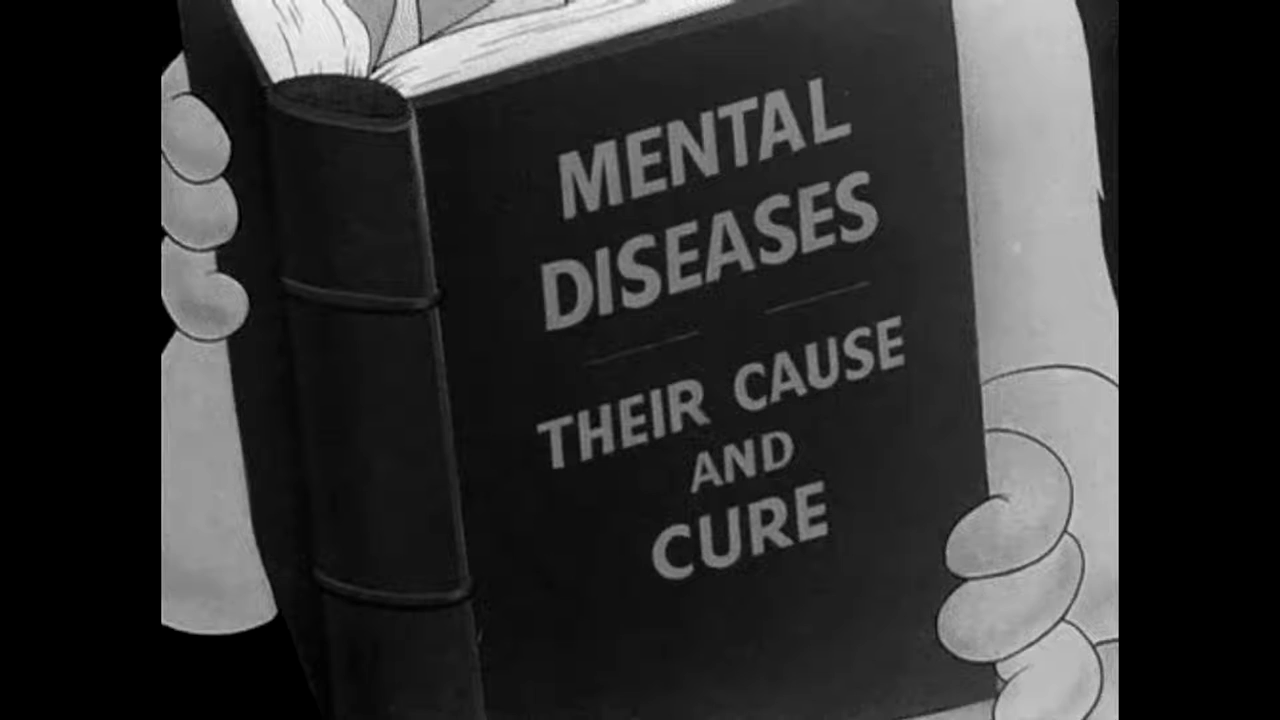 MENTAL
DISEASES
THEIR CAUSE
AND
CURE